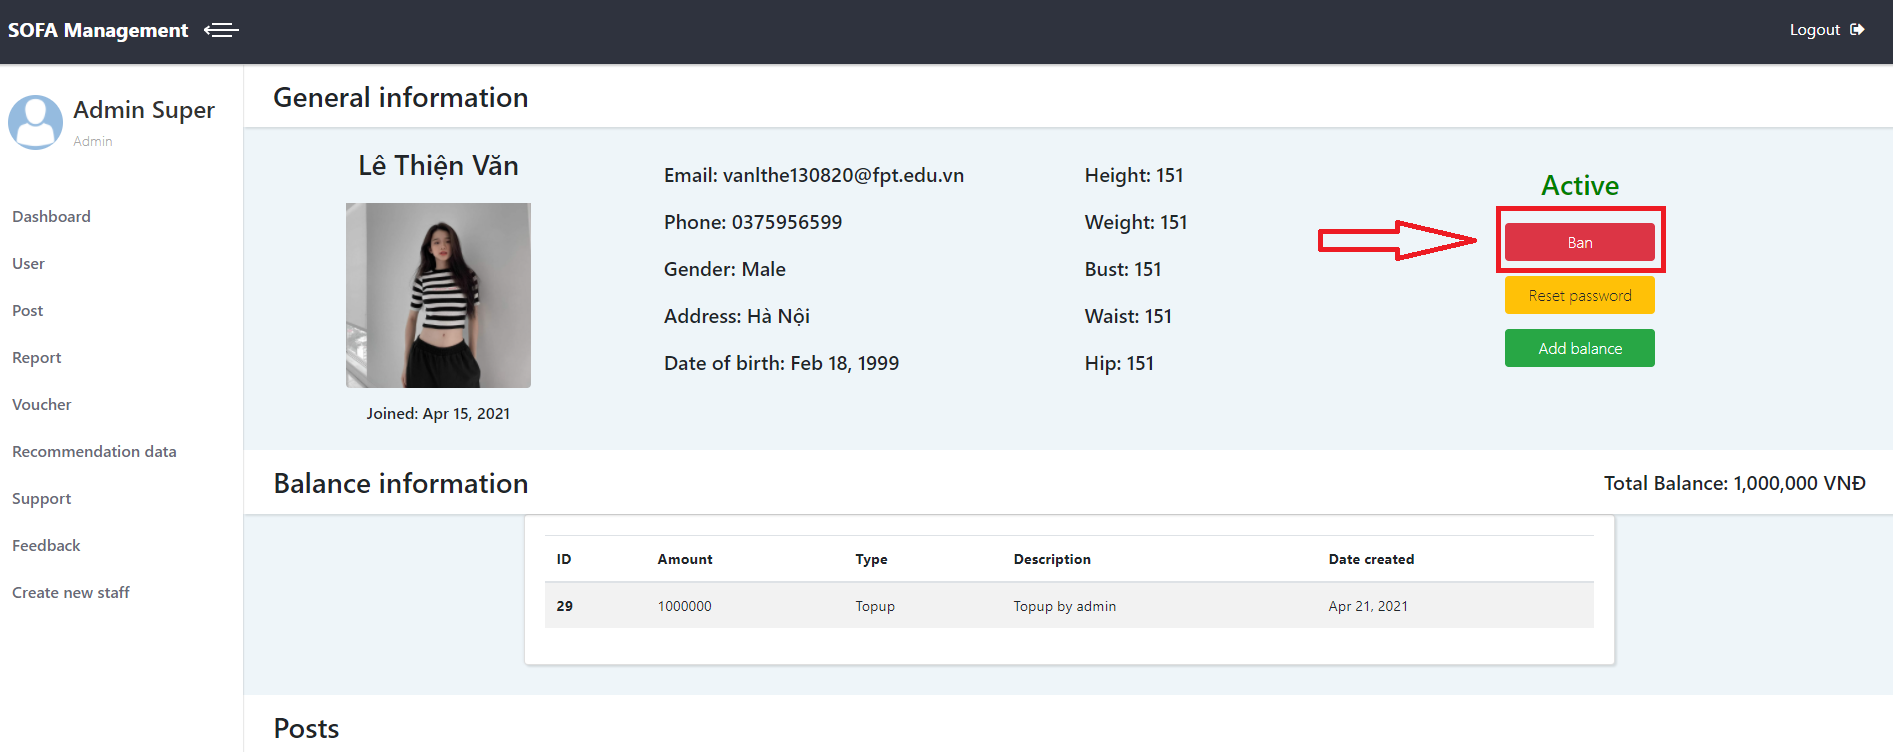 SOFA Management
Logout
Admin Super
Admin
Dashboard
User
Post
Report
Voucher
Recommendation data
Support
Feedback
Create new staff
General information
Lê Thiện Văn
Joined: Apr 15, 2021
Email: vanlthe130820@fpt.edu.vn
Phone: 0375956599
Gender: Male
Address: Hà Nội
Date of birth: Feb 18, 1999
Height: 151
Weight: 151
Bust: 151
Waist: 151
Hip: 151
Active
Ban
Reset password
Add balance
Balance information
Total Balance: 1,000,000 VNĐ
ID Amount Type Description Date created
29 1000000 Topup Topup by admin Apr 21, 2021
Posts